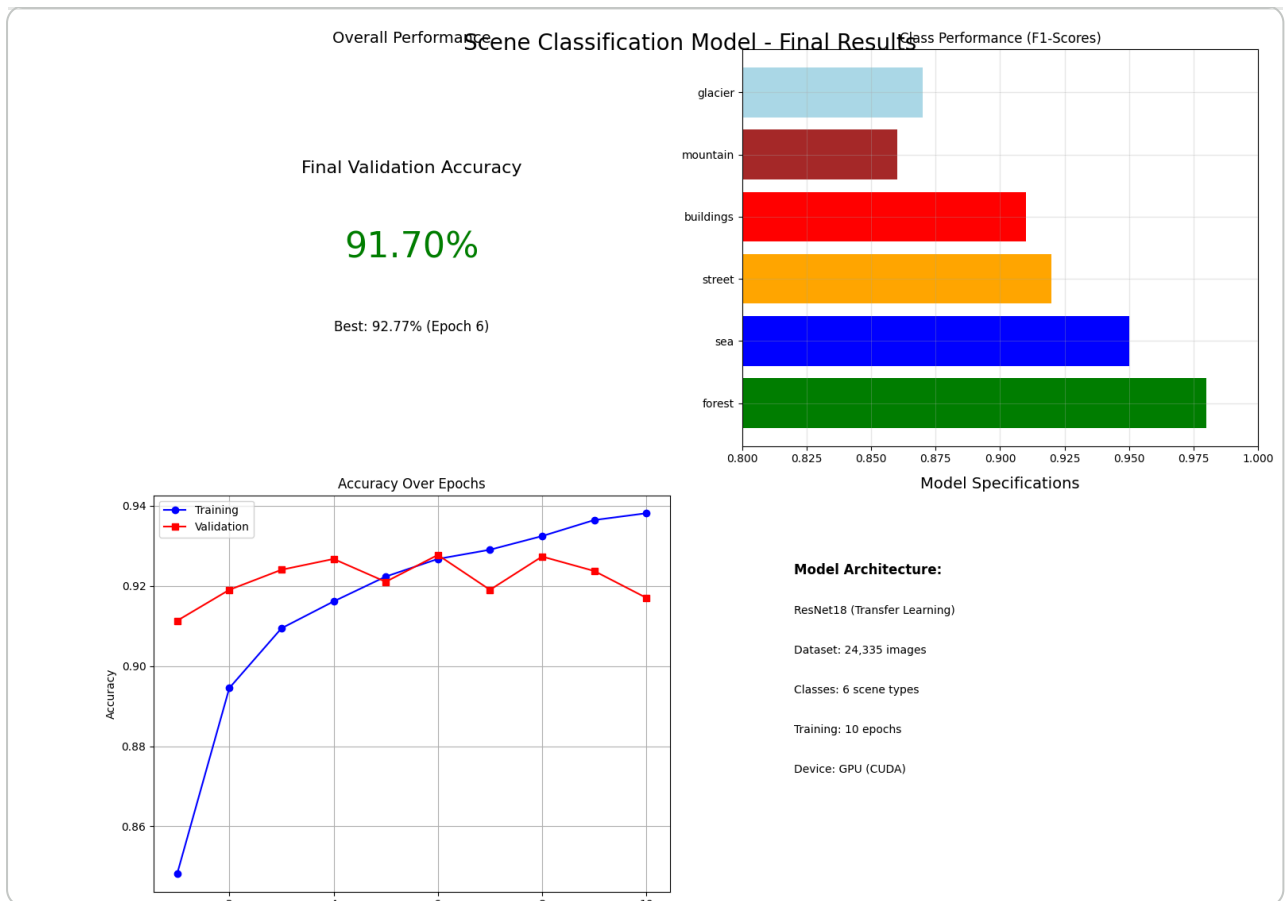 Scene Classification Model - Final Results
Overall Performance
Final Validation Accuracy
91.70%
Best: 92.77% (Epoch 6)
Class Performance (F1-Scores)
glacier
mountain
buildings
street
sea
forest
0.800 0.825 0.850 0.875 0.900 0.925 0.950 0.975 1.000
Accuracy Over Epochs
Training
Validation
Accuracy
0.94
0.92
0.90
0.88
0.86
Model Specifications
Model Architecture:
ResNet18 (Transfer Learning)
Dataset: 24,335 images
Classes: 6 scene types
Training: 10 epochs
Device: GPU (CUDA)